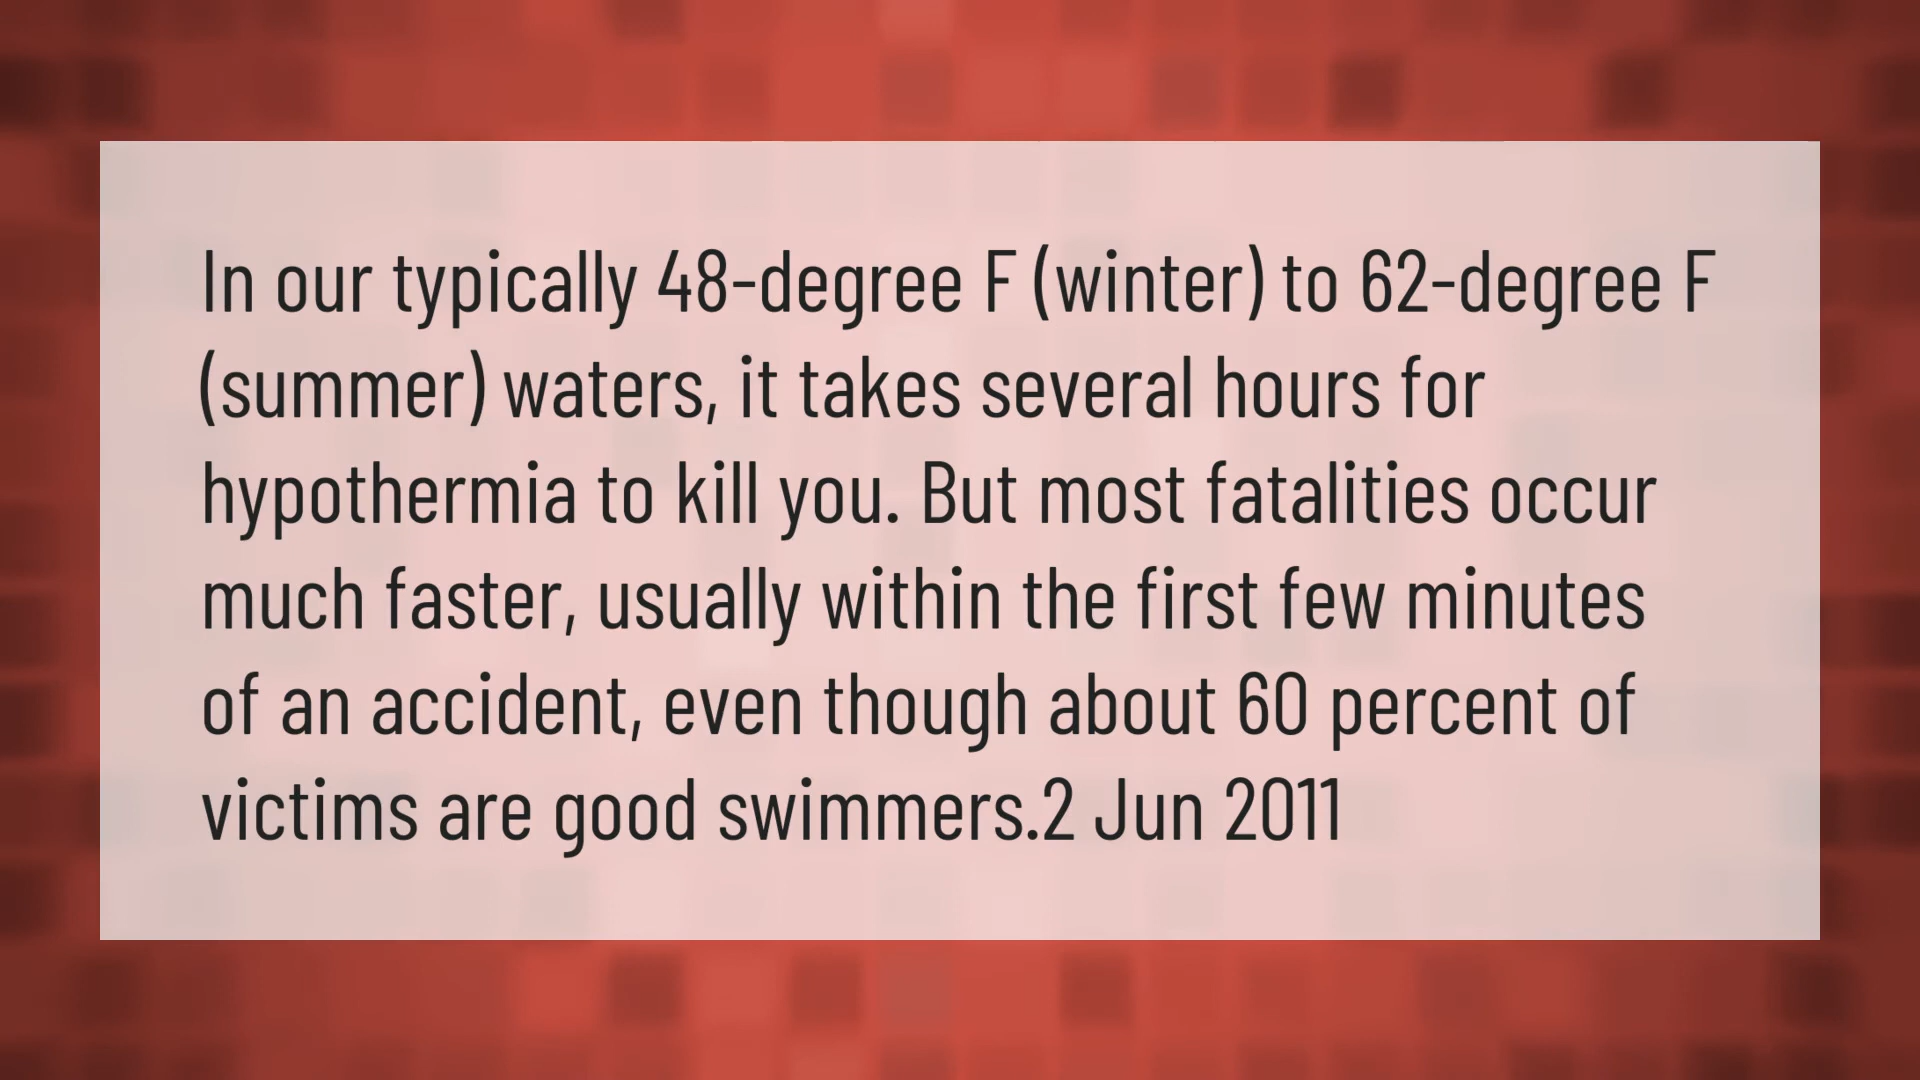 In our typically 48-degree F (winter) to 62-degree F
(summer) waters, it takes several hours for
hypothermia to kill you. But most fatalities occur
much faster, usually within the first few minutes
of an accident, even though about 60 percent of
victims are good swimmers.2 Jun 2011